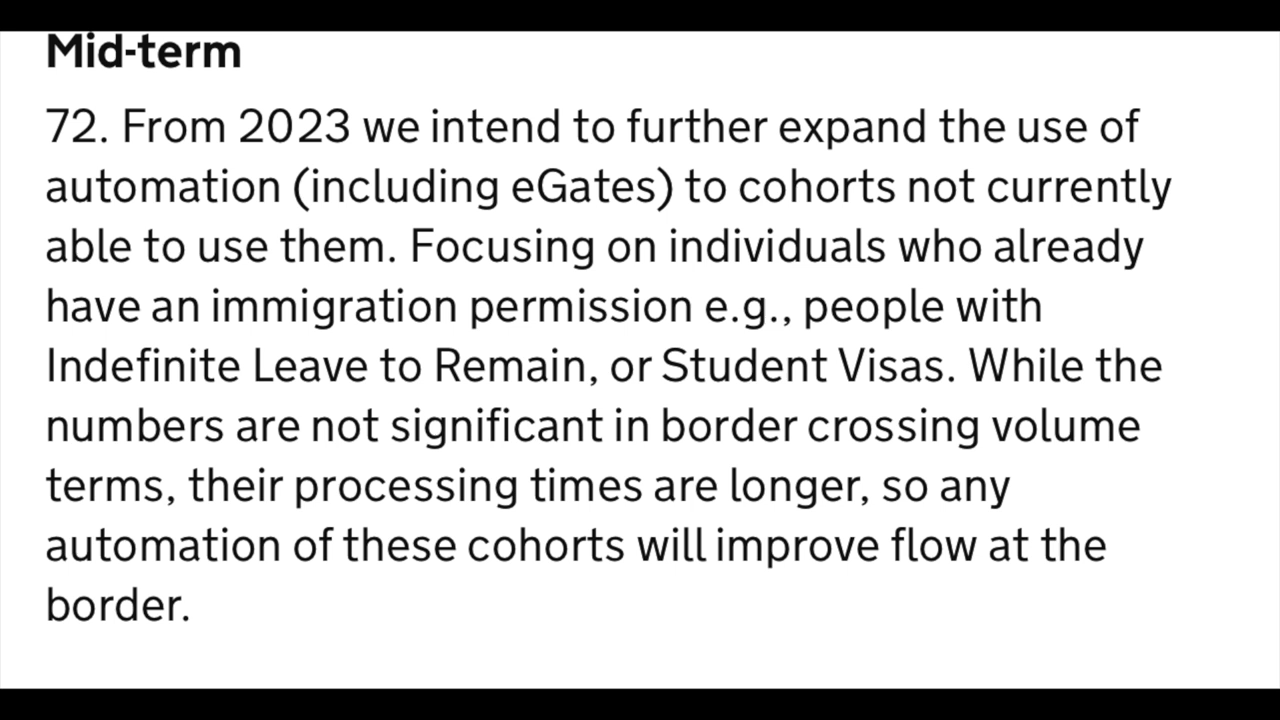 Mid-term
72. From 2023 we intend to further expand the use of
automation (including eGates) to cohorts not currently
able to use them. Focusing on individuals who already
have an immigration permission e.g., people with
Indefinite Leave to Remain, or Student Visas. While the
numbers are not significant in border crossing volume
terms, their processing times are longer, so any
automation of these cohorts will improve flow at the
border.